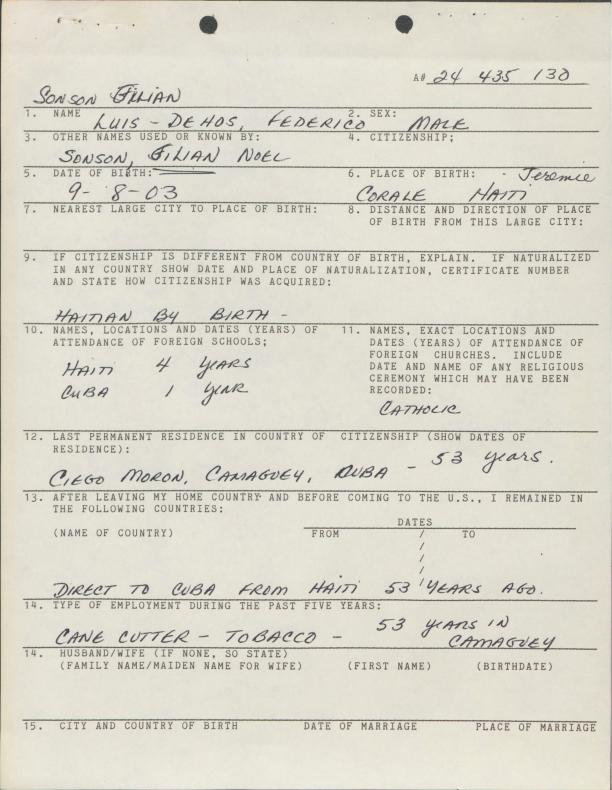 A# 24 435 130
SONSON GILIAN
1. NAME 2. SEX:
LUIS - DEHOS, FEDERICO MALE
3. OTHER NAMES USED OR KNOWN BY: 4. CITIZENSHIP;
SONSON, GILIAN NOEL
5. DATE OF BIRTH: 6. PLACE OF BIRTH: Jeremie
9- 8-03 CORALE HAITI
7. NEAREST LARGE CITY TO PLACE OF BIRTH: 8. DISTANCE AND DIRECTION OF PLACE
OF BIRTH FROM THIS LARGE CITY:
9. IF CITIZENSHIP IS DIFFERENT FROM COUNTRY OF BIRTH, EXPLAIN. IF NATURALIZED
IN ANY COUNTRY SHOW DATE AND PLACE OF NATURALIZATION, CERTIFICATE NUMBER
AND STATE HOW CITIZENSHIP WAS ACQUIRED:
HAITIAN BY BIRTH -
10. NAMES, LOCATIONS AND DATES (YEARS) OF
ATTENDANCE OF FOREIGN SCHOOLS;
HAITI 4 YEARS
CUBA 1 YEAR
11. NAMES, EXACT LOCATIONS AND
DATES (YEARS) OF ATTENDANCE OF
FOREIGN CHURCHES. INCLUDE
DATE AND NAME OF ANY RELIGIOUS
CEREMONY WHICH MAY HAVE BEEN
RECORDED:
CATHOLIC
12. LAST PERMANENT RESIDENCE IN COUNTRY OF CITIZENSHIP (SHOW DATES OF
RESIDENCE):
CIEGO MORON, CAMAGUEY, CUBA - 53 years.
13. AFTER LEAVING MY HOME COUNTRY AND BEFORE COMING TO THE U.S., I REMAINED IN
THE FOLLOWING COUNTRIES:
DATES
(NAME OF COUNTRY) FROM / TO
/
/
/
DIRECT TO CUBA FROM HAITI 53 YEARS AGO.
14. TYPE OF EMPLOYMENT DURING THE PAST FIVE YEARS:
CANE CUTTER - TOBACCO - 53 YEARS IN
CAMAGUEY
14. HUSBAND/WIFE (IF NONE, SO STATE)
(FAMILY NAME/MAIDEN NAME FOR WIFE) (FIRST NAME) (BIRTHDATE)
15. CITY AND COUNTRY OF BIRTH DATE OF MARRIAGE PLACE OF MARRIAGE